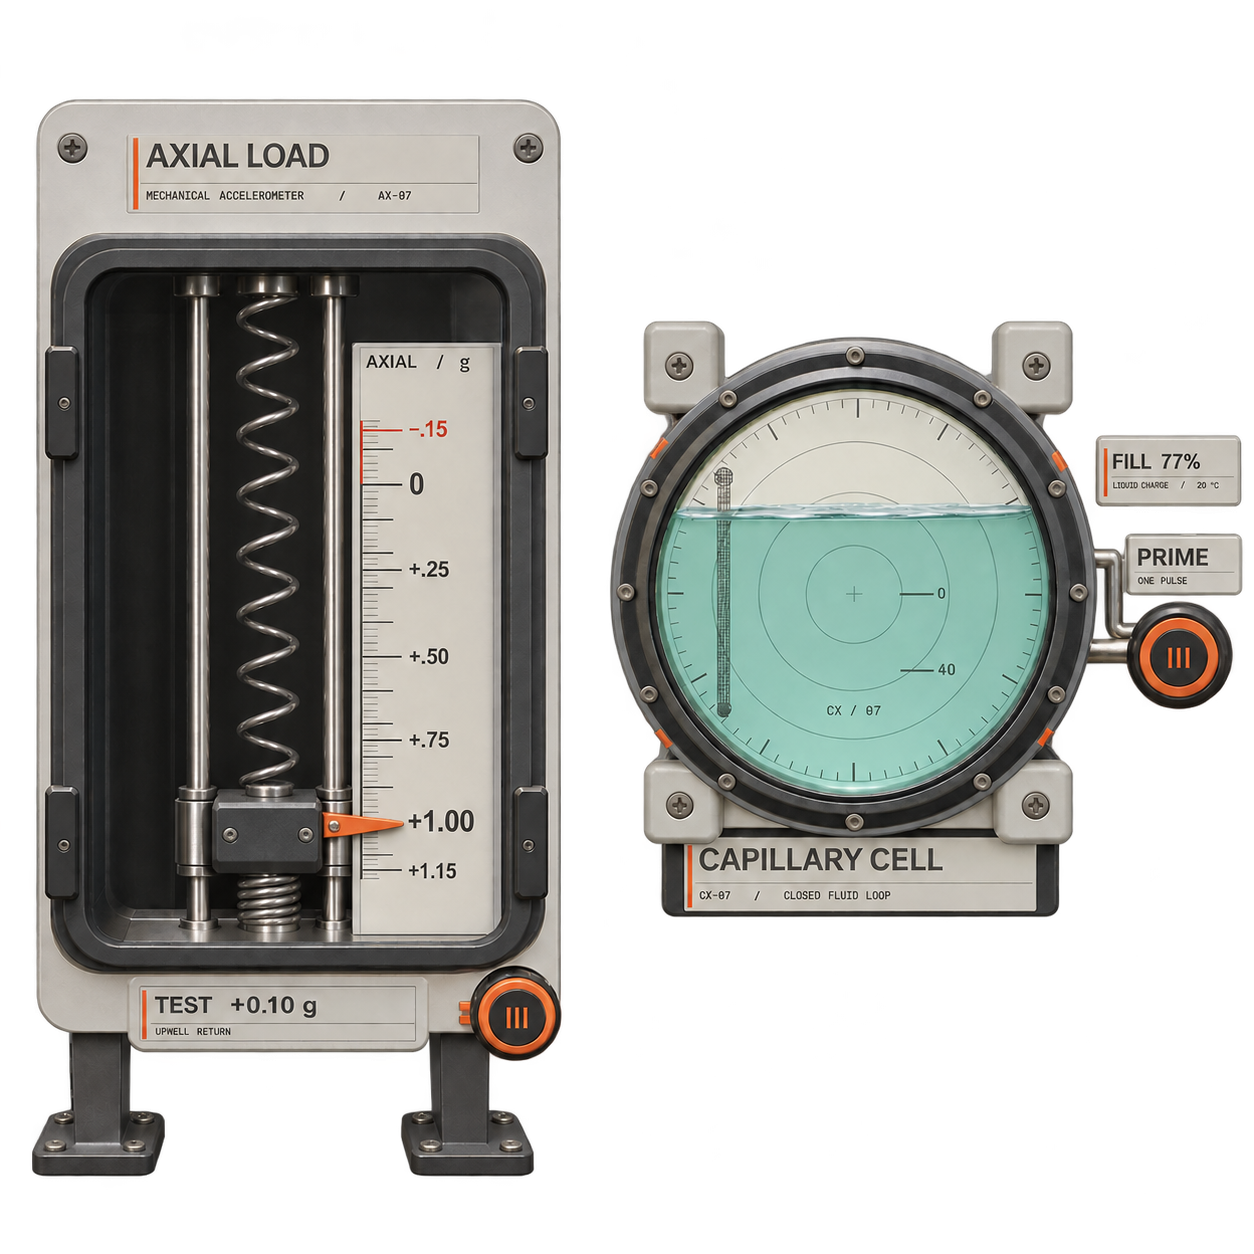 AXIAL LOAD
MECHANICAL ACCELEROMETER / AX-07
AXIAL / g
-.15
0
+.25
+.50
+.75
+1.00
+1.15
TEST +0.10 g
UPWELL RETURN
FILL 77%
LIQUID CHARGE / 20 °C
PRIME
ONE PULSE
0
40
CX / 07
CAPILLARY CELL
CX-07 / CLOSED FLUID LOOP